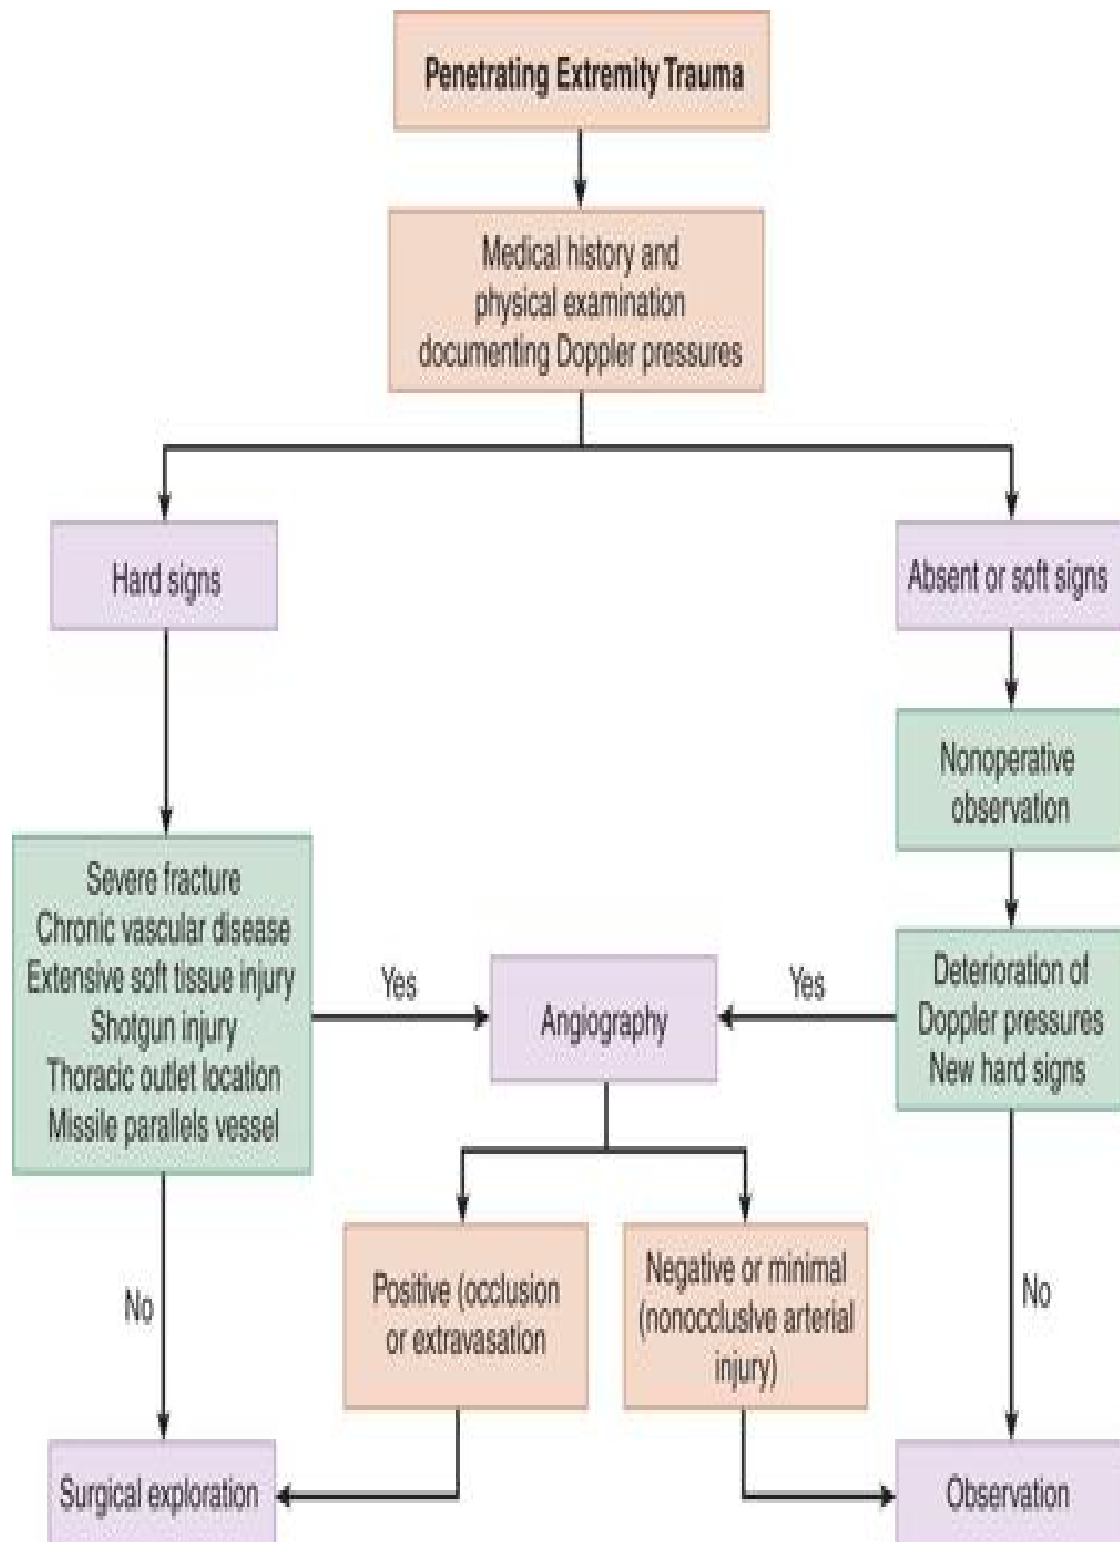 Penetrating Extremity Trauma
Medical history and
physical examination
documenting Doppler pressures
Hard signs
Absent or soft signs
Nonoperative
observation
Severe fracture
Chronic vascular disease
Extensive soft tissue injury
Shotgun injury
Thoracic outlet location
Missile parallels vessel
Yes
Angiography
Yes
Deterioration of
Doppler pressures
New hard signs
No
Positive (occlusion
or extravasation
Negative or minimal
(nonocclusive arterial
injury)
No
Surgical exploration
Observation